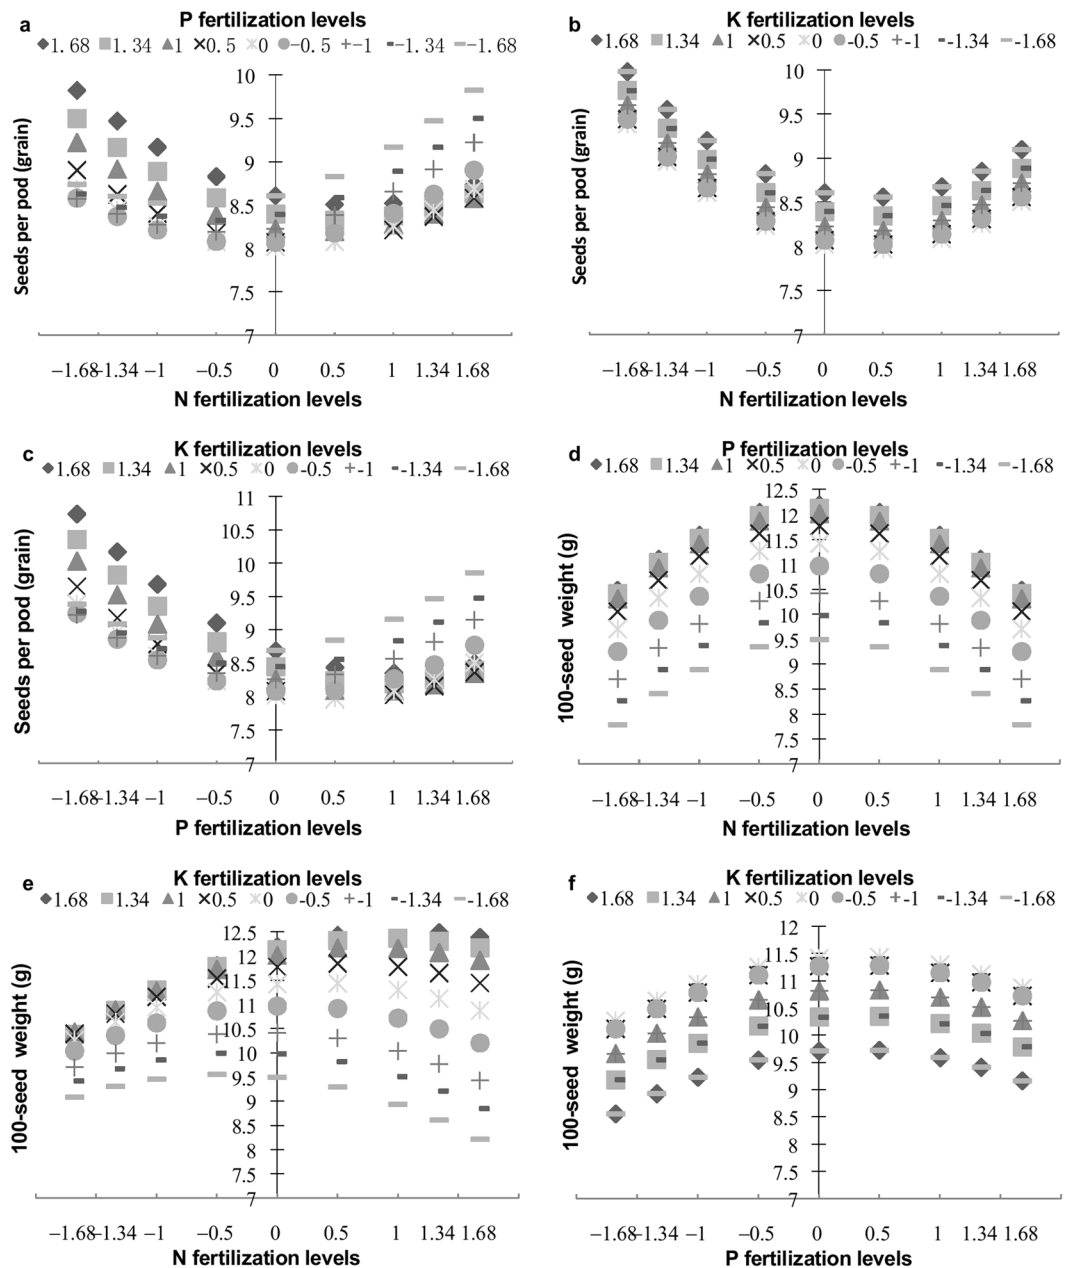 a
P fertilization levels
1.68 1.34 1 0.5 0 -0.5 -1 -1.34 -1.68
Seeds per pod (grain)
10
9.5
9
8.5
8
7.5
7
-1.68 -1.34 -1 -0.5 0 0.5 1 1.34 1.68
N fertilization levels
b
K fertilization levels
1.68 1.34 1 0.5 0 -0.5 -1 -1.34 -1.68
Seeds per pod (grain)
10
9.5
9
8.5
8
7.5
7
-1.68 -1.34 -1 -0.5 0 0.5 1 1.34 1.68
N fertilization levels
c
K fertilization levels
1.68 1.34 1 0.5 0 -0.5 -1 -1.34 -1.68
Seeds per pod (grain)
11
10.5
10
9.5
9
8.5
8
7.5
7
-1.68 -1.34 -1 -0.5 0 0.5 1 1.34 1.68
P fertilization levels
d
P fertilization levels
1.68 1.34 1 0.5 0 -0.5 -1 -1.34 -1.68
100-seed weight (g)
12.5
12
11.5
11
10.5
10
9.5
9
8.5
8
7.5
7
-1.68 -1.34 -1 -0.5 0 0.5 1 1.34 1.68
N fertilization levels
e
K fertilization levels
1.68 1.34 1 0.5 0 -0.5 -1 -1.34 -1.68
100-seed weight (g)
12.5
12
11.5
11
10.5
10
9.5
9
8.5
8
7.5
7
-1.68 -1.34 -1 -0.5 0 0.5 1 1.34 1.68
N fertilization levels
f
K fertilization levels
1.68 1.34 1 0.5 0 -0.5 -1 -1.34 -1.68
100-seed weight (g)
12
11.5
11
10.5
10
9.5
9
8.5
8
7.5
7
-1.68 -1.34 -1 -0.5 0 0.5 1 1.34 1.68
P fertilization levels